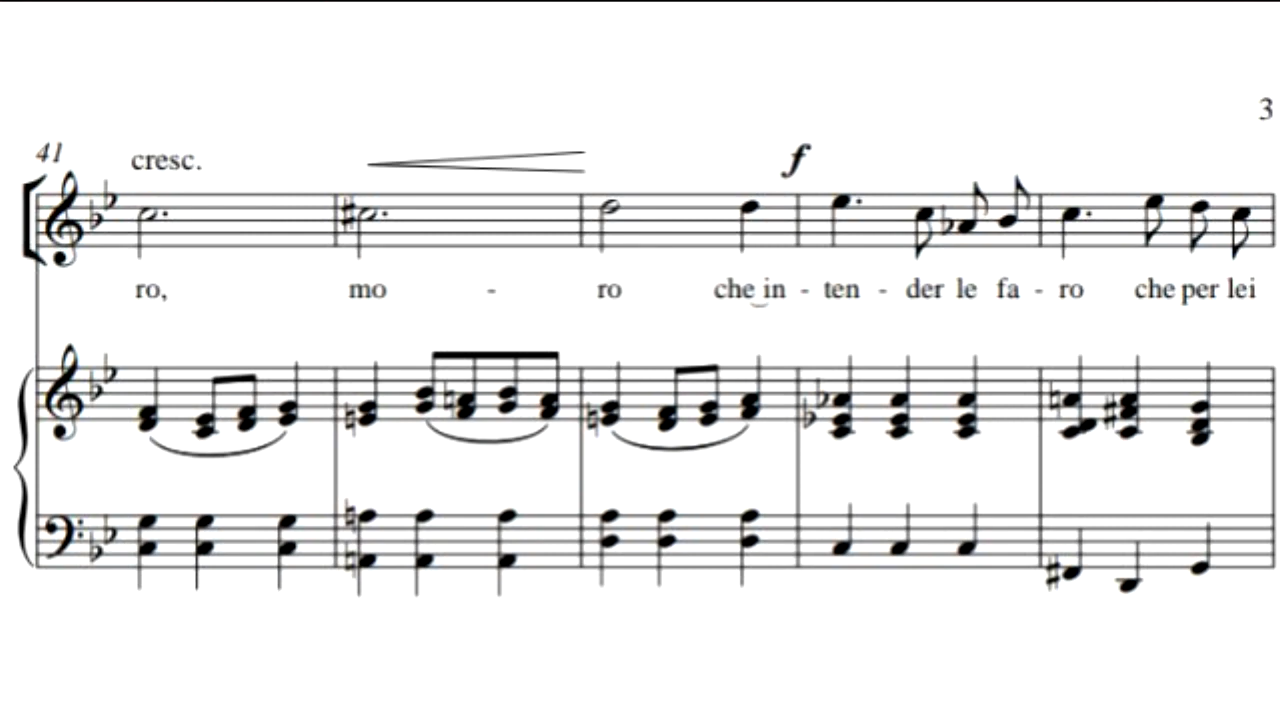 3
41 cresc. f
ro, mo - ro che in - ten - der le fa - ro che per lei